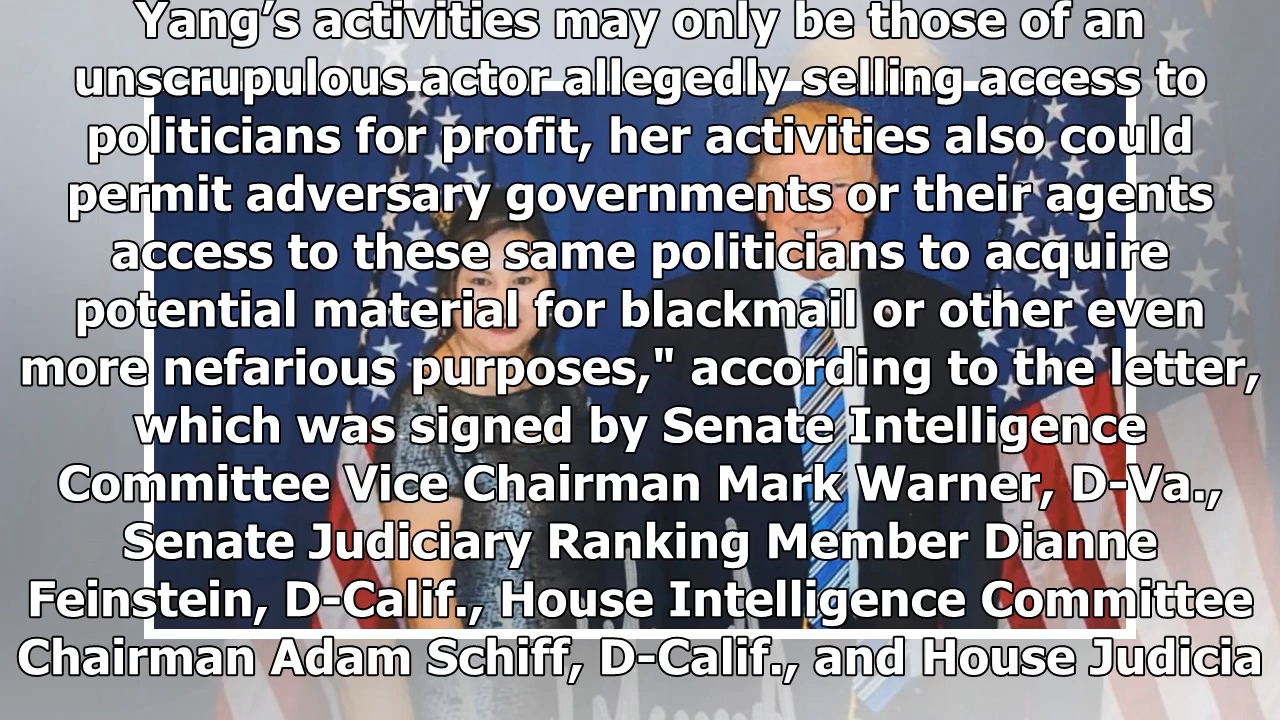 Yang’s activities may only be those of an
unscrupulous actor allegedly selling access to
politicians for profit, her activities also could
permit adversary governments or their agents
access to these same politicians to acquire
potential material for blackmail or other even
more nefarious purposes," according to the letter,
which was signed by Senate Intelligence
Committee Vice Chairman Mark Warner, D-Va.,
Senate Judiciary Ranking Member Dianne
Feinstein, D-Calif., House Intelligence Committee
Chairman Adam Schiff, D-Calif., and House Judicia